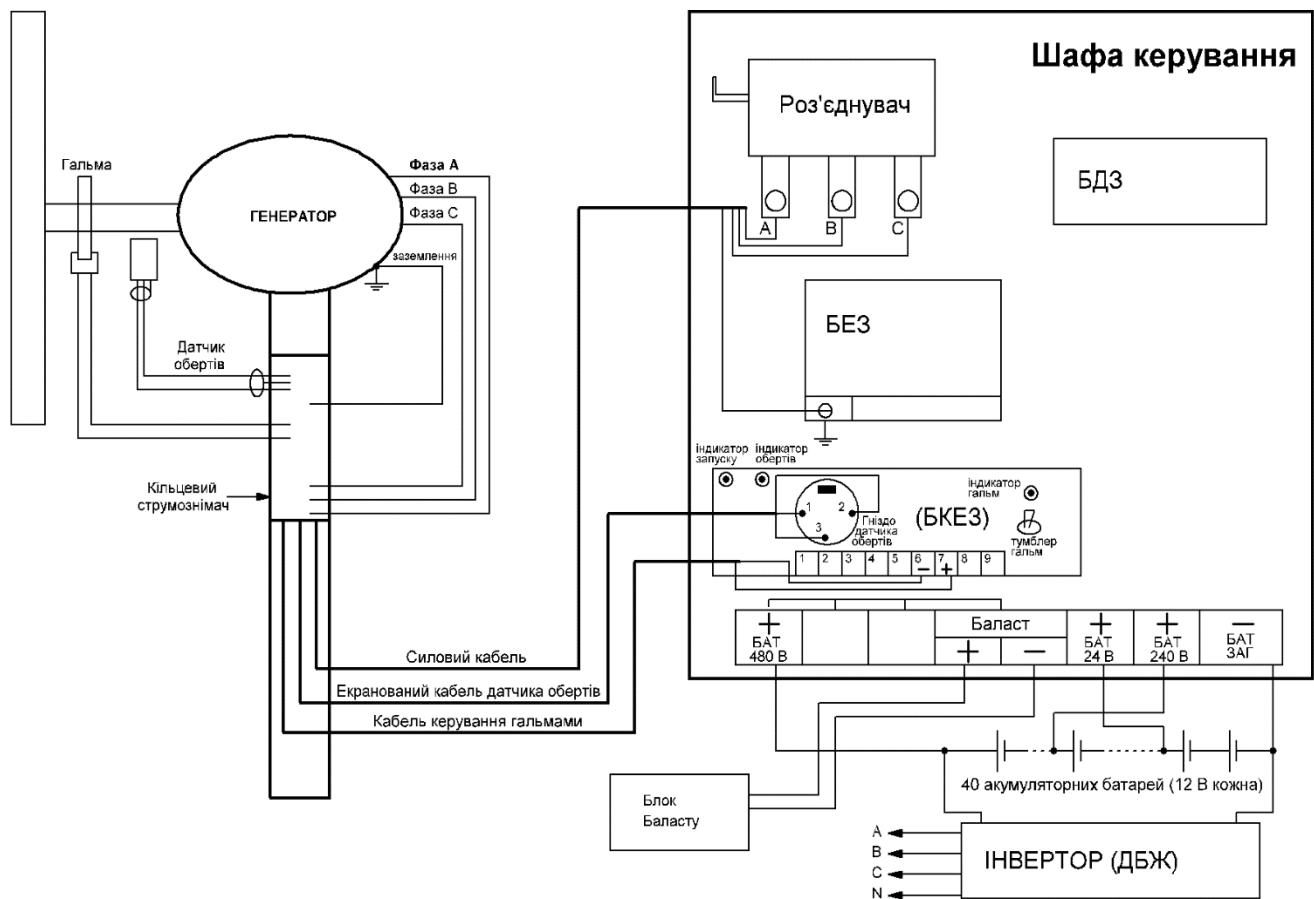 Шафа керування
Роз'єднувач
A
B
C
БДЗ
БЕЗ
Гальма
ГЕНЕРАТОР
Фаза А
Фаза В
Фаза С
заземлення
Датчик
обертів
Кільцевий
струмознімач
індикатор
запуску
індикатор
обертів
1
2
3
Гніздо
датчика
обертів
(БКЕЗ)
індикатор
гальм
тумблер
гальм
1 2 3 4 5 6 7 8 9
− +
+
БАТ
480 В
Баласт
+ −
+
БАТ
24 В
+
БАТ
240 В
−
БАТ
ЗАГ
Силовий кабель
Екранований кабель датчика обертів
Кабель керування гальмами
40 акумуляторних батарей (12 В кожна)
Блок
Баласту
A
B
C
N
ІНВЕРТОР (ДБЖ)